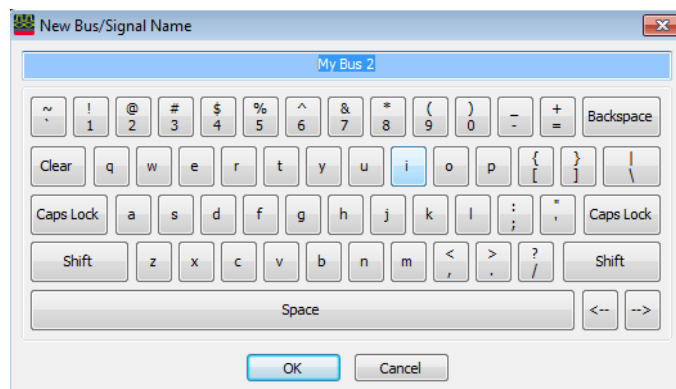 New Bus/Signal Name
My Bus 2
~ ! @ # $ % ^ & * ( ) _ +
` 1 2 3 4 5 6 7 8 9 0 - = Backspace
Clear q w e r t y u i o p { } |
[ ] \
Caps Lock a s d f g h j k l : " Caps Lock
; '
Shift z x c v b n m < > ? Shift
, . /
Space <-- -->
OK Cancel